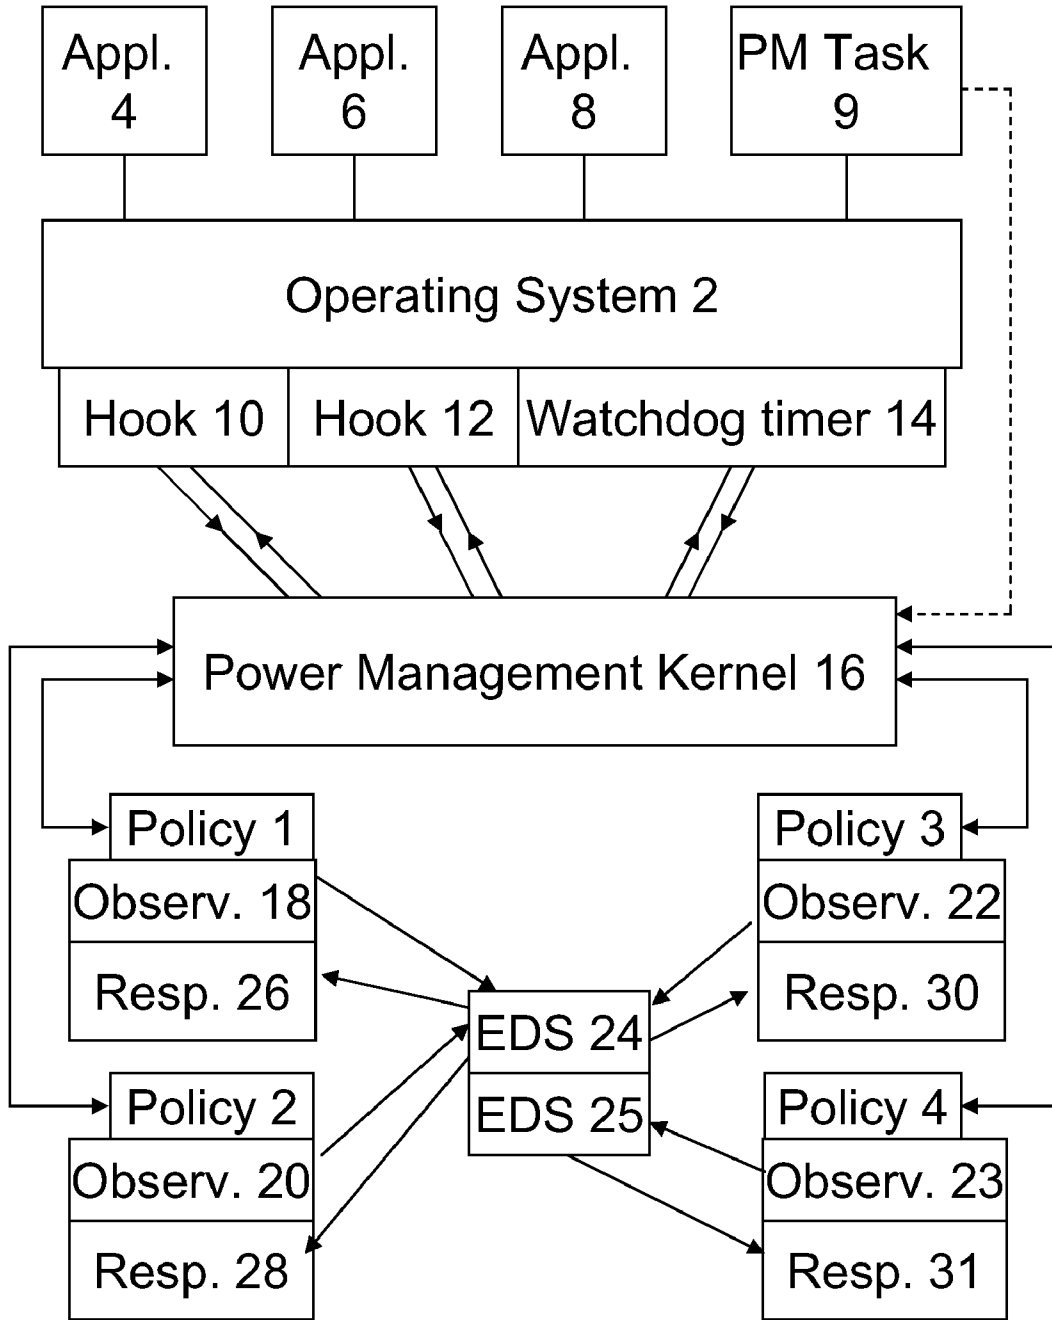 Appl.
4
Appl.
6
Appl.
8
PM Task
9
Operating System 2
Hook 10
Hook 12
Watchdog timer 14
Power Management Kernel 16
Policy 1
Observ. 18
Resp. 26
Policy 3
Observ. 22
Resp. 30
EDS 24
EDS 25
Policy 2
Observ. 20
Resp. 28
Policy 4
Observ. 23
Resp. 31